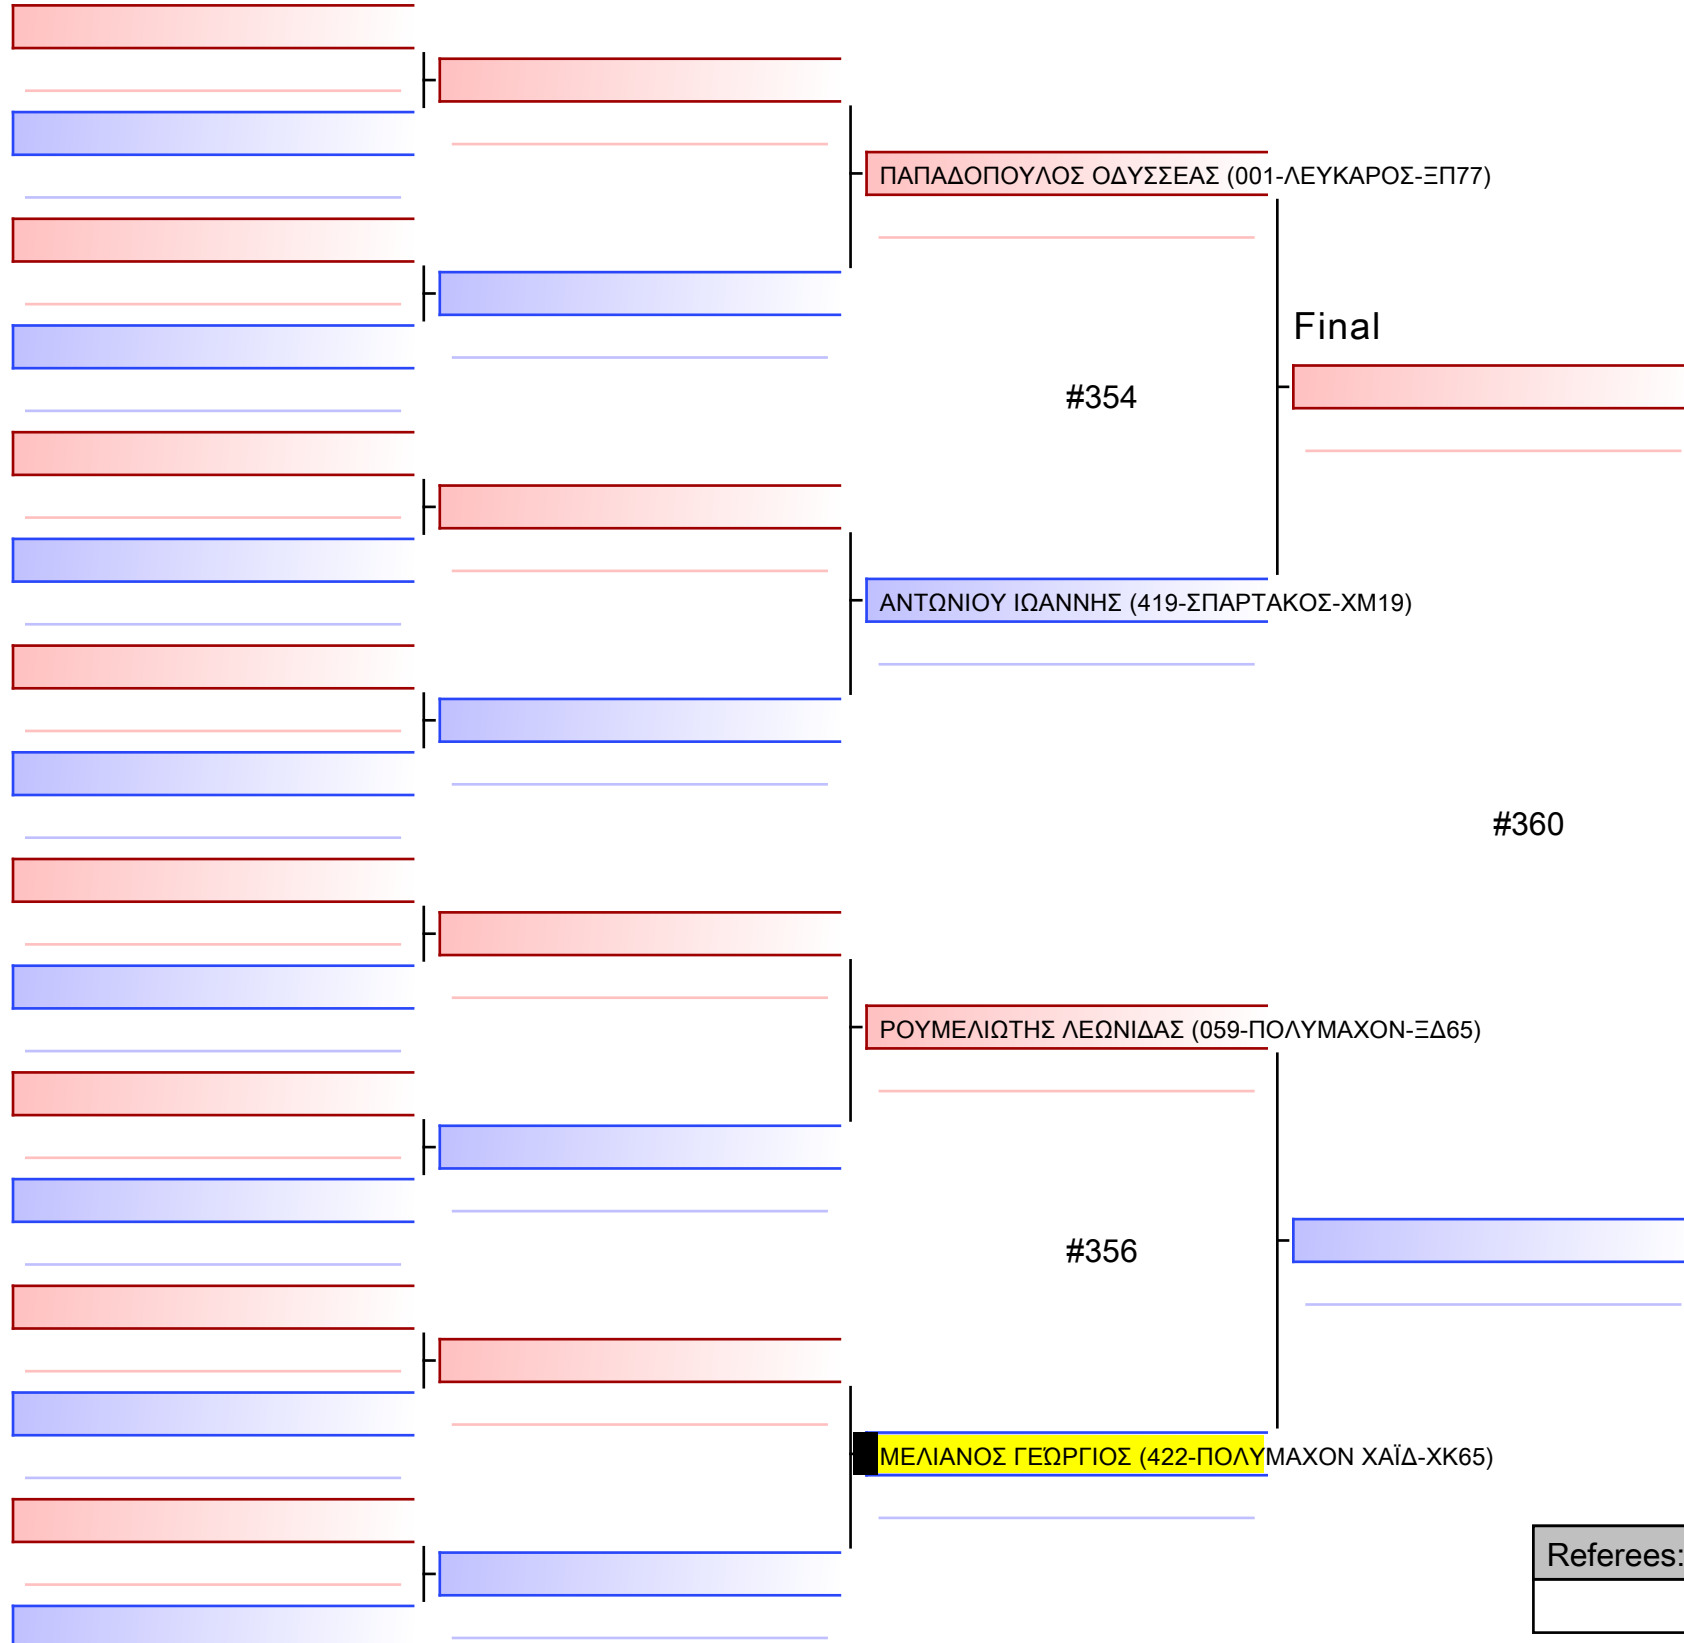 ΠΑΠΑΔΟΠΟΥΛΟΣ ΟΔΥΣΣΕΑΣ (001-ΛΕΥΚΑΡΟΣ-ΞΠ77)
Final
#354
ΑΝΤΩΝΙΟΥ ΙΩΑΝΝΗΣ (419-ΣΠΑΡΤΑΚΟΣ-ΧΜ19)
#360
ΡΟΥΜΕΛΙΩΤΗΣ ΛΕΩΝΙΔΑΣ (059-ΠΟΛΥΜΑΧΟΝ-ΞΔ65)
#356
ΜΕΛΙΑΝΟΣ ΓΕΏΡΓΙΟΣ (422-ΠΟΛΥΜΑΧΟΝ ΧΑΪΔ-ΧΚ65)
Referees: